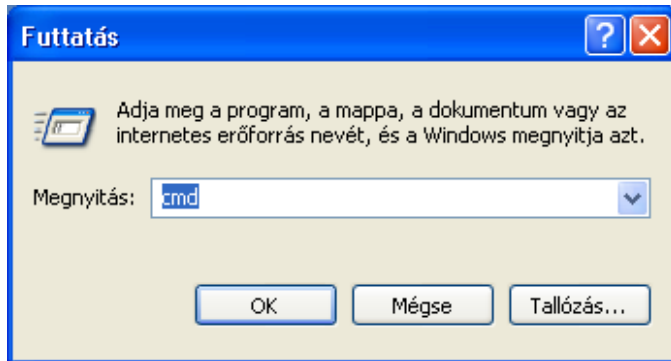 Futtatás
Adja meg a program, a mappa, a dokumentum vagy az
internetes erőforrás nevét, és a Windows megnyitja azt.
Megnyitás: cmd
OK Mégse Tallózás...